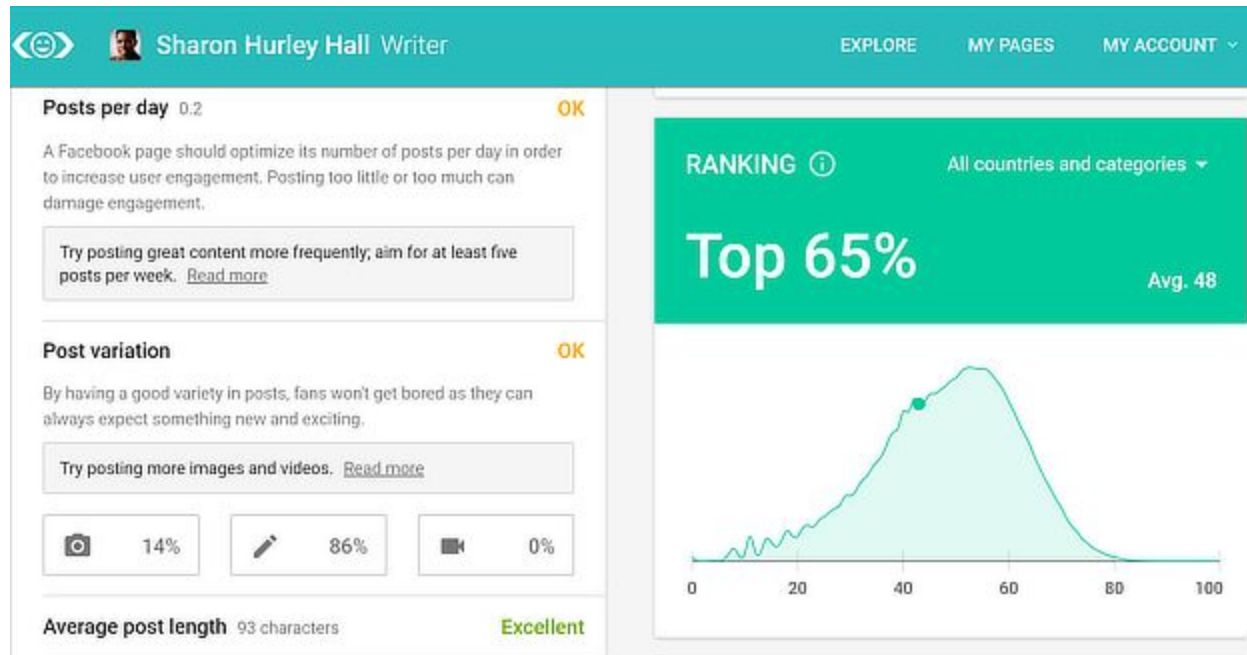 Sharon Hurley Hall Writer
EXPLORE MY PAGES MY ACCOUNT
Posts per day 0.2 OK
A Facebook page should optimize its number of posts per day in order
to increase user engagement. Posting too little or too much can
damage engagement.
Try posting great content more frequently; aim for at least five
posts per week. Read more
Post variation OK
By having a good variety in posts, fans won't get bored as they can
always expect something new and exciting.
Try posting more images and videos. Read more
14% 86% 0%
Average post length 93 characters Excellent
RANKING All countries and categories
Top 65%
Avg. 48
0 20 40 60 80 100